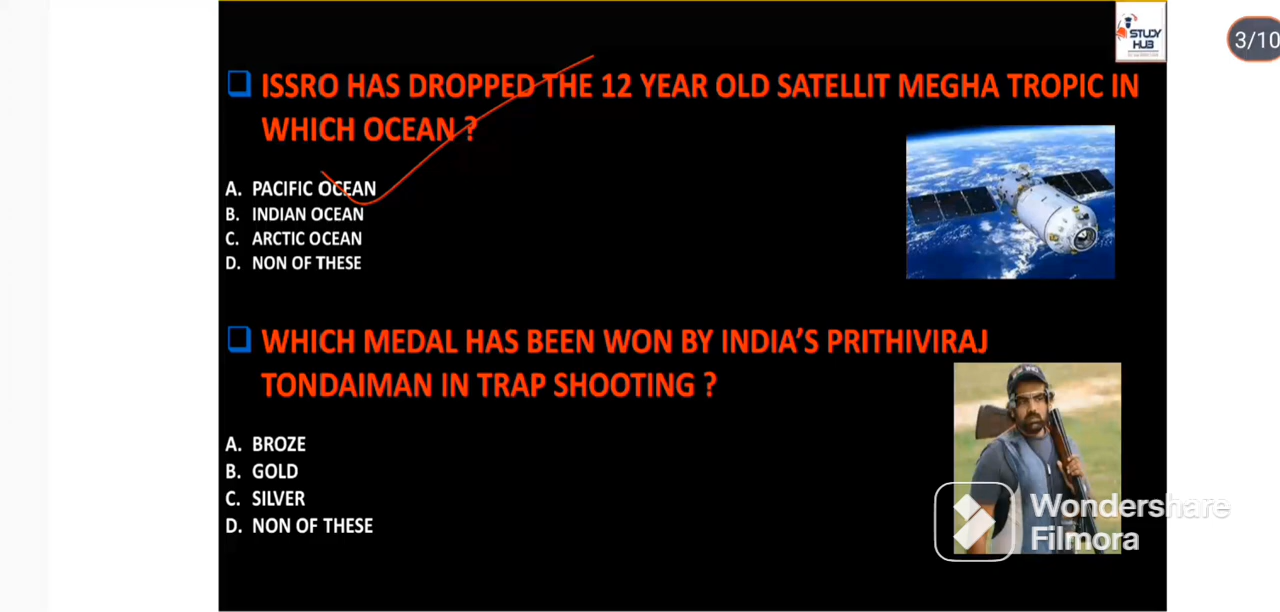 STUDY
HUB
3/10
ISSRO HAS DROPPED THE 12 YEAR OLD SATELLIT MEGHA TROPIC IN
WHICH OCEAN ?
A. PACIFIC OCEAN
B. INDIAN OCEAN
C. ARCTIC OCEAN
D. NON OF THESE
WHICH MEDAL HAS BEEN WON BY INDIA'S PRITHIVIRAJ
TONDAIMAN IN TRAP SHOOTING ?
A. BROZE
B. GOLD
C. SILVER
D. NON OF THESE
Wondershare
Filmora